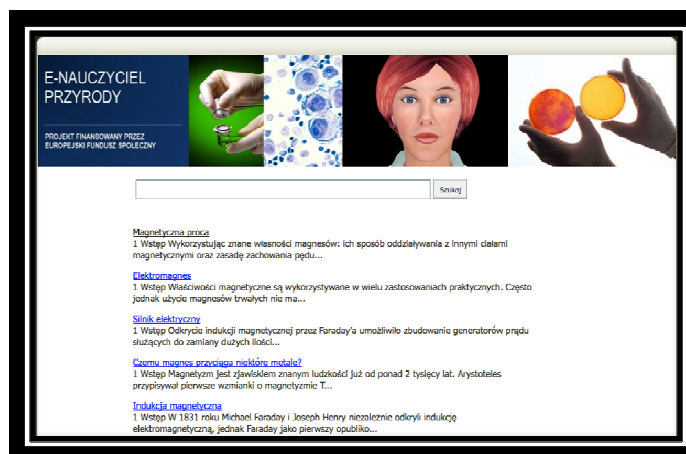 E-NAUCZYCIEL
PRZYRODY
PROJEKT FINANSOWANY PRZEZ
EUROPEJSKI FUNDUSZ SPOŁECZNY
Szukaj
Magnetyczna proca
1 Wstęp Wykorzystując znane własności magnesów: ich sposób oddziaływania z innymi ciałami
magnetycznymi oraz zasadę zachowania pędu...
Elektromagnes
1 Wstęp Właściwości magnetyczne są wykorzystywane w wielu zastosowaniach praktycznych. Często
jednak użycie magnesów trwałych nie ma...
Silnik elektryczny
1 Wstęp Odkrycie indukcji magnetycznej przez Faraday'a umożliwiło zbudowanie generatorów prądu
służących do zamiany dużych ilości...
Czemu magnes przyciąga niektóre metale?
1 Wstęp Magnetyzm jest zjawiskiem znanym ludzkości już od ponad 2 tysięcy lat. Arystoteles
przypisywał pierwsze wzmianki o magnetyzmie T...
Indukcja magnetyczna
1 Wstęp W 1831 roku Michael Faraday i Joseph Henry niezależnie odkryli indukcję
elektromagnetyczną, jednak Faraday jako pierwszy opubliko...